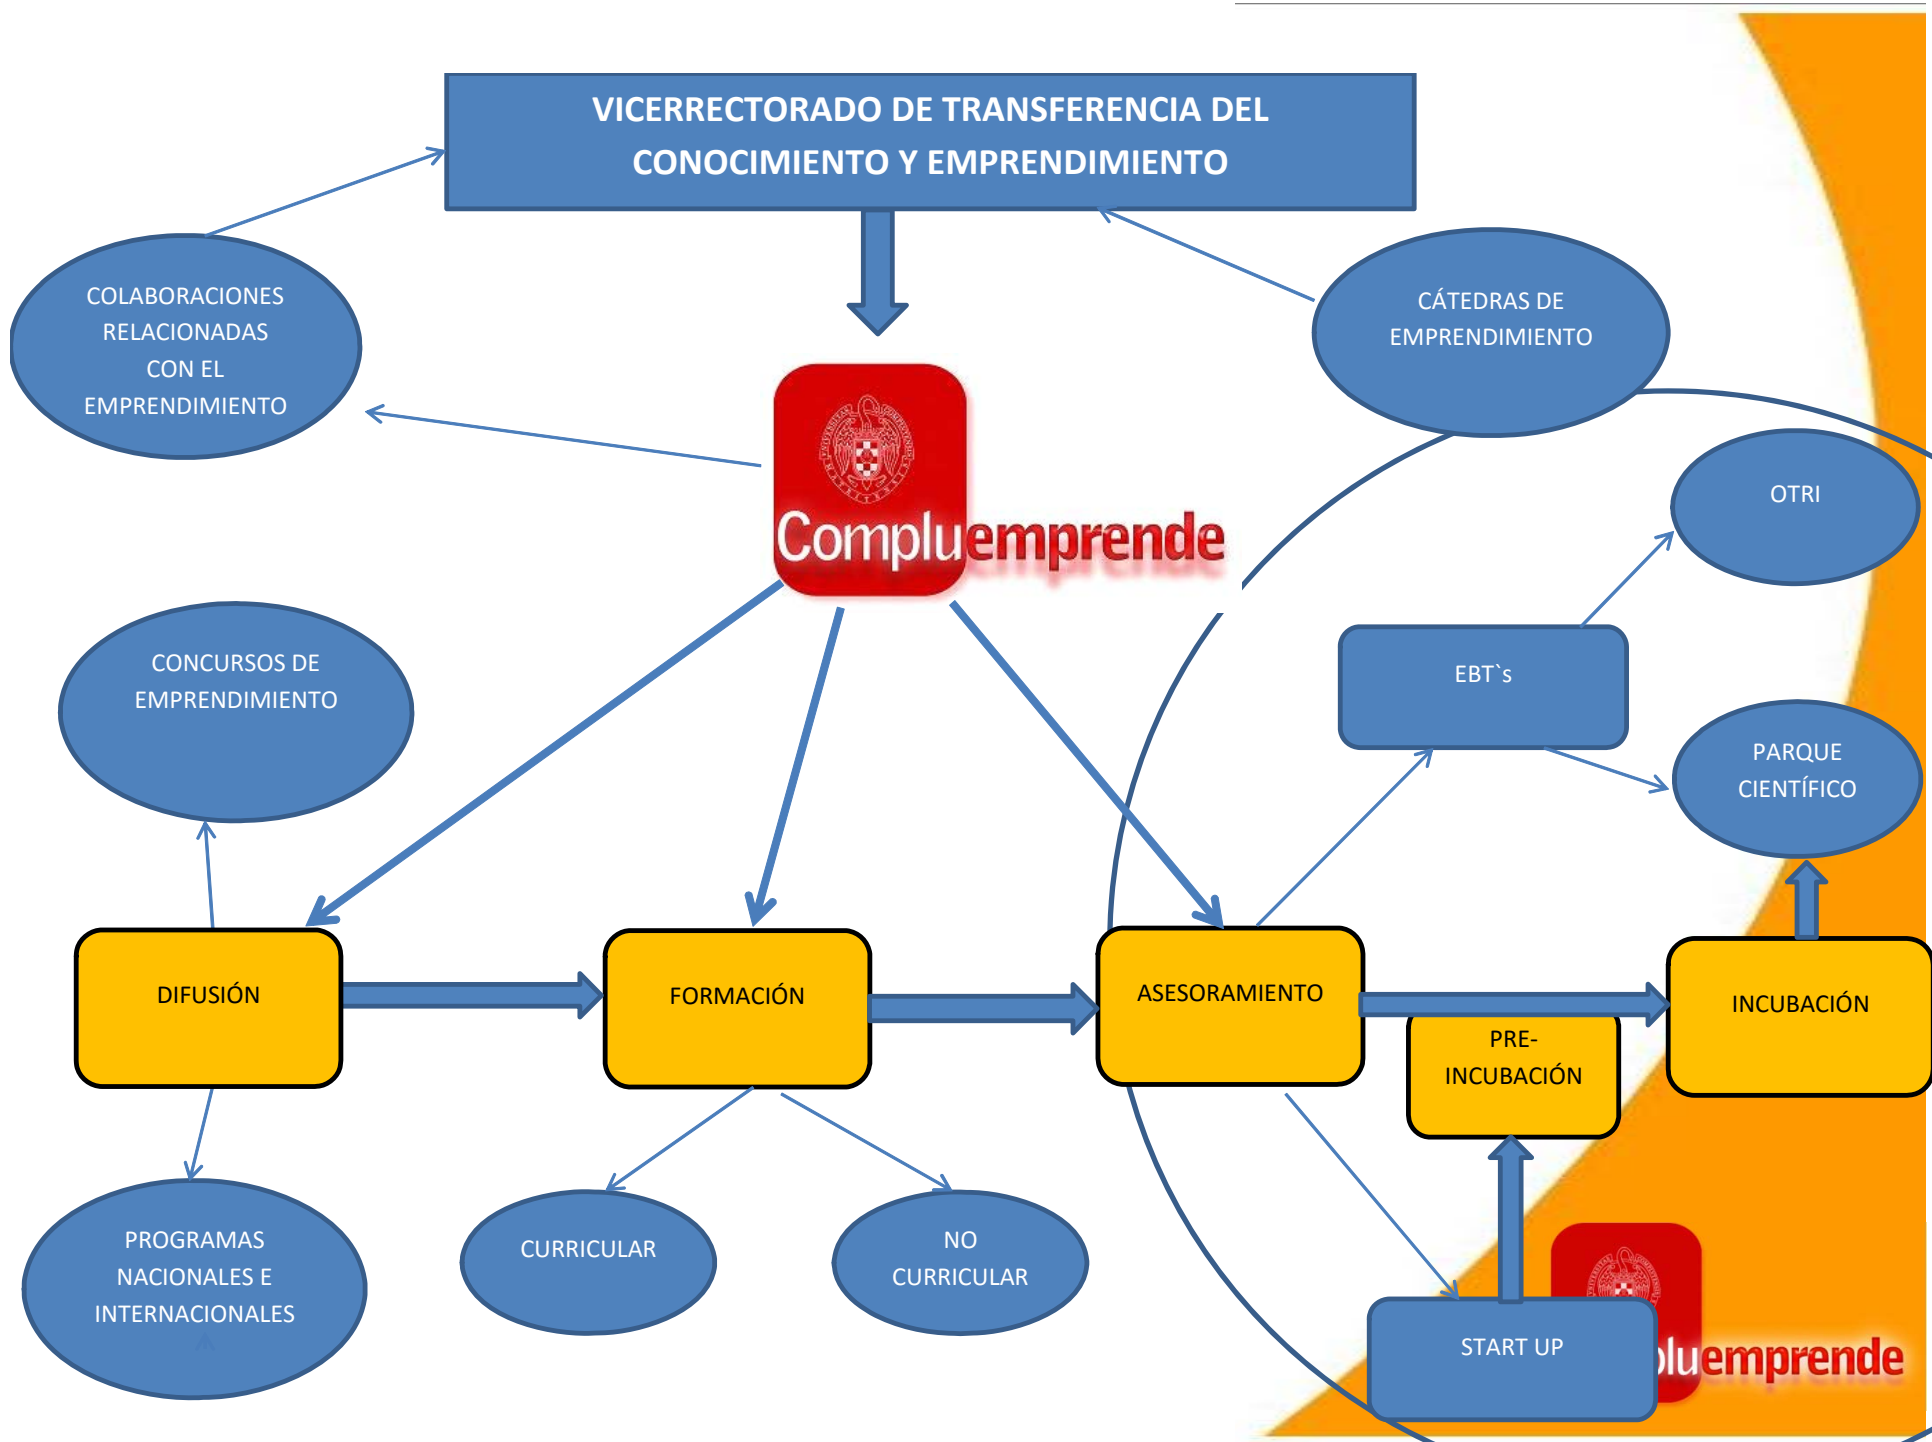 VICERRECTORADO DE TRANSFERENCIA DEL
CONOCIMIENTO Y EMPRENDIMIENTO
COLABORACIONES
RELACIONADAS
CON EL
EMPRENDIMIENTO
CÁTEDRAS DE
EMPRENDIMIENTO
Compluemprende
OTRI
CONCURSOS DE
EMPRENDIMIENTO
EBT`s
PARQUE
CIENTÍFICO
DIFUSIÓN
FORMACIÓN
ASESORAMIENTO
INCUBACIÓN
PRE-
INCUBACIÓN
PROGRAMAS
NACIONALES E
INTERNACIONALES
CURRICULAR
NO
CURRICULAR
START UP
luemprende